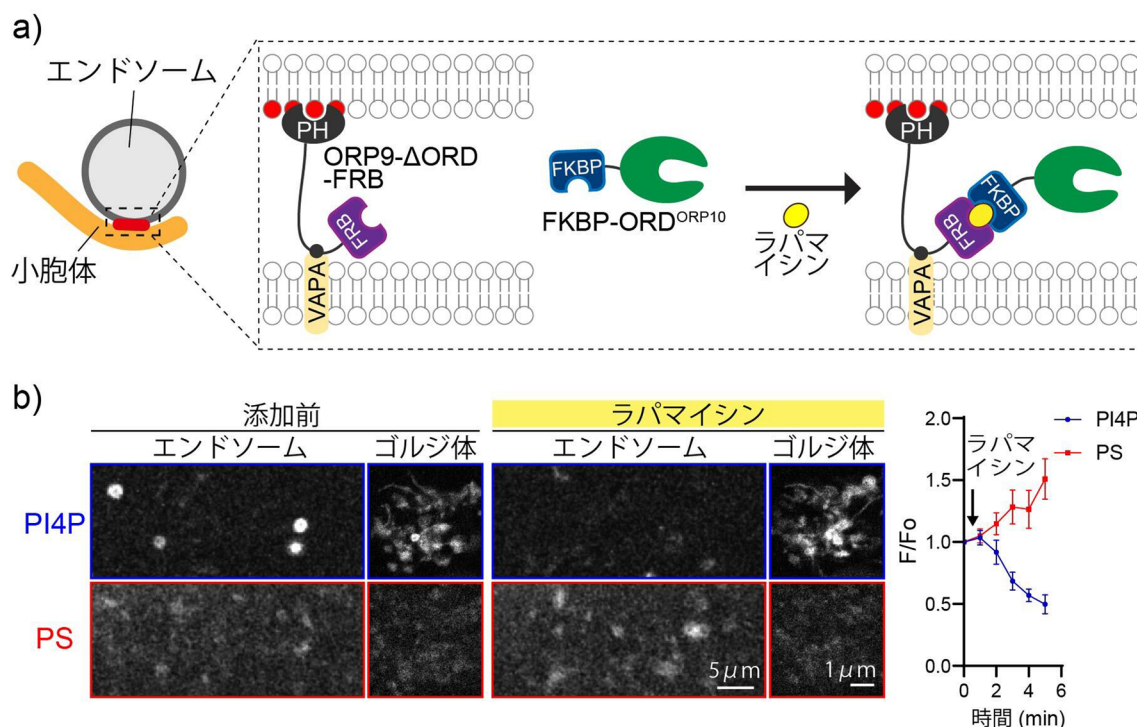 a)
エンドソーム
小胞体
PH
ORP9-ΔORD
-FRB
FRB
VAPA
FKBP
FKBP-ORDORP10
ラパマ
イシン
PH
FRB
FKBP
VAPA
b)
添加前
ラパマイシン
エンドソーム
ゴルジ体
エンドソーム
ゴルジ体
PI4P
PS
5μm
1μm
PI4P
PS
ラパマ
イシン
F/Fo
2.0
1.5
1.0
0.5
0.0
0
2
4
6
時間 (min)